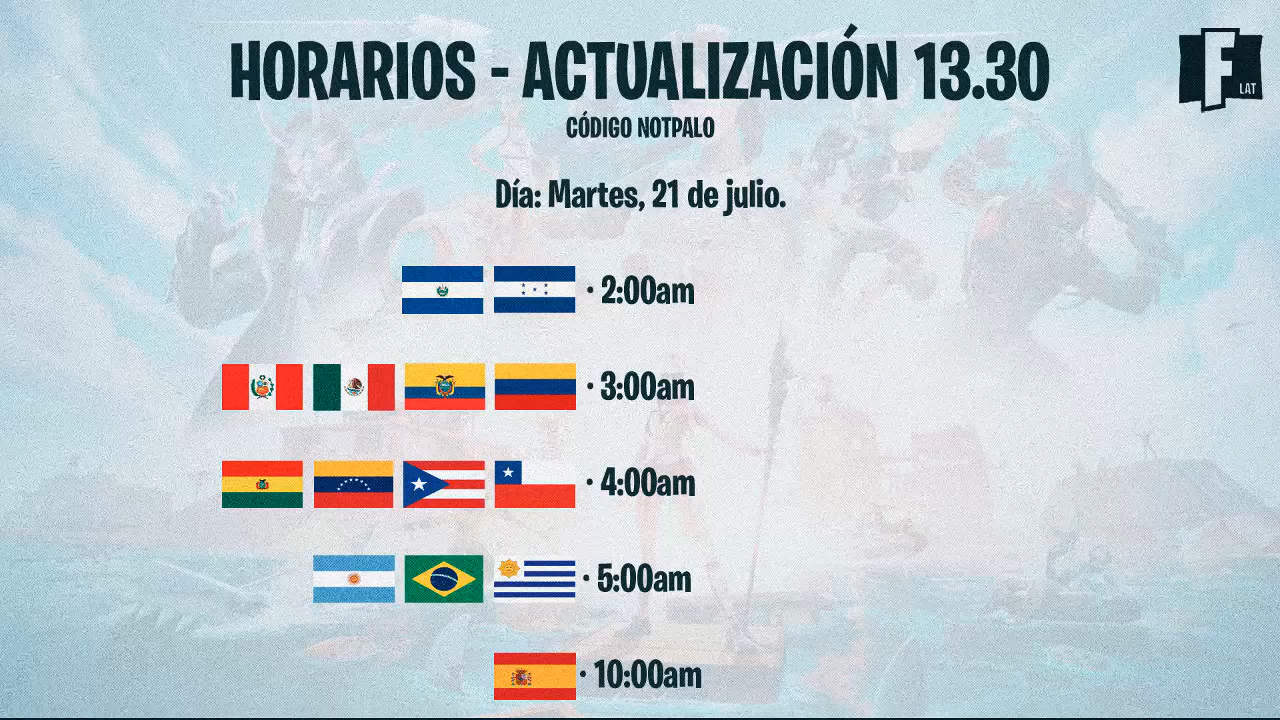 HORARIOS - ACTUALIZACIÓN 13.30
F LAT
CÓDIGO NOTPALO
Día: Martes, 21 de julio.
· 2:00am
· 3:00am
· 4:00am
· 5:00am
· 10:00am